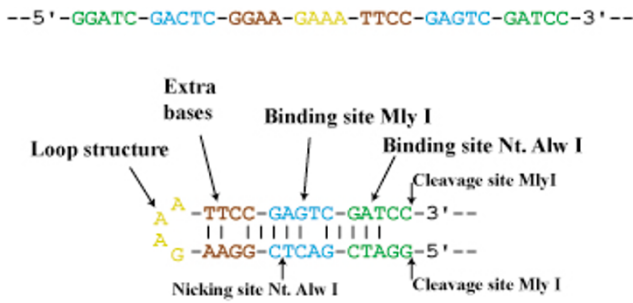 --5'-GGATC-GACTC-GGAA-GAAA-TTCC-GAGTC-GATCC-3'--
Extra
bases
Binding site Mly I
Binding site Nt. Alw I
Loop structure
Cleavage site MlyI
A
A
A
G
-TTCC-GAGTC-GATCC-3'--
-AAGG-CTCAG-CTAGG-5'--
Nicking site Nt. Alw I
Cleavage site Mly I